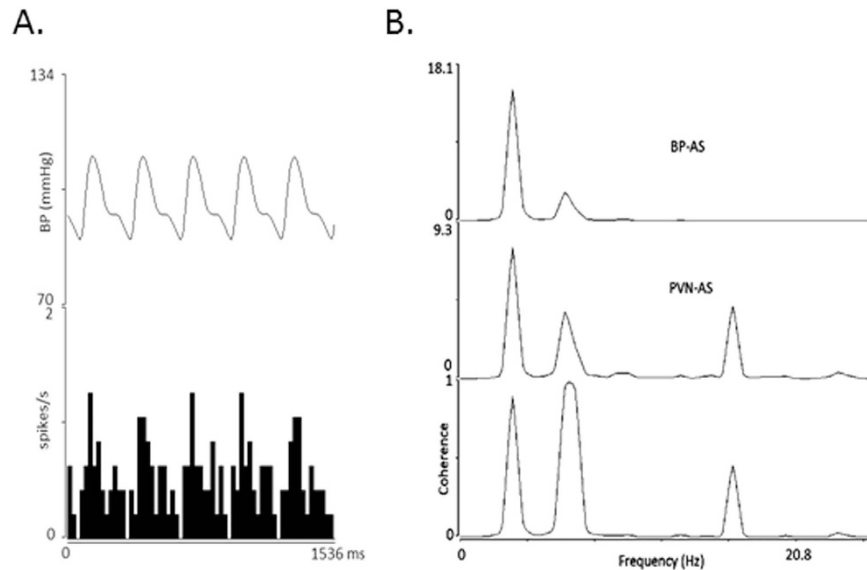 A.
134
BP (mmHg)
70
2
spikes/s
0
0
1536 ms
B.
18.1
BP-AS
0
9.3
PVN-AS
0
1
Coherence
0
0
Frequency (Hz)
20.8